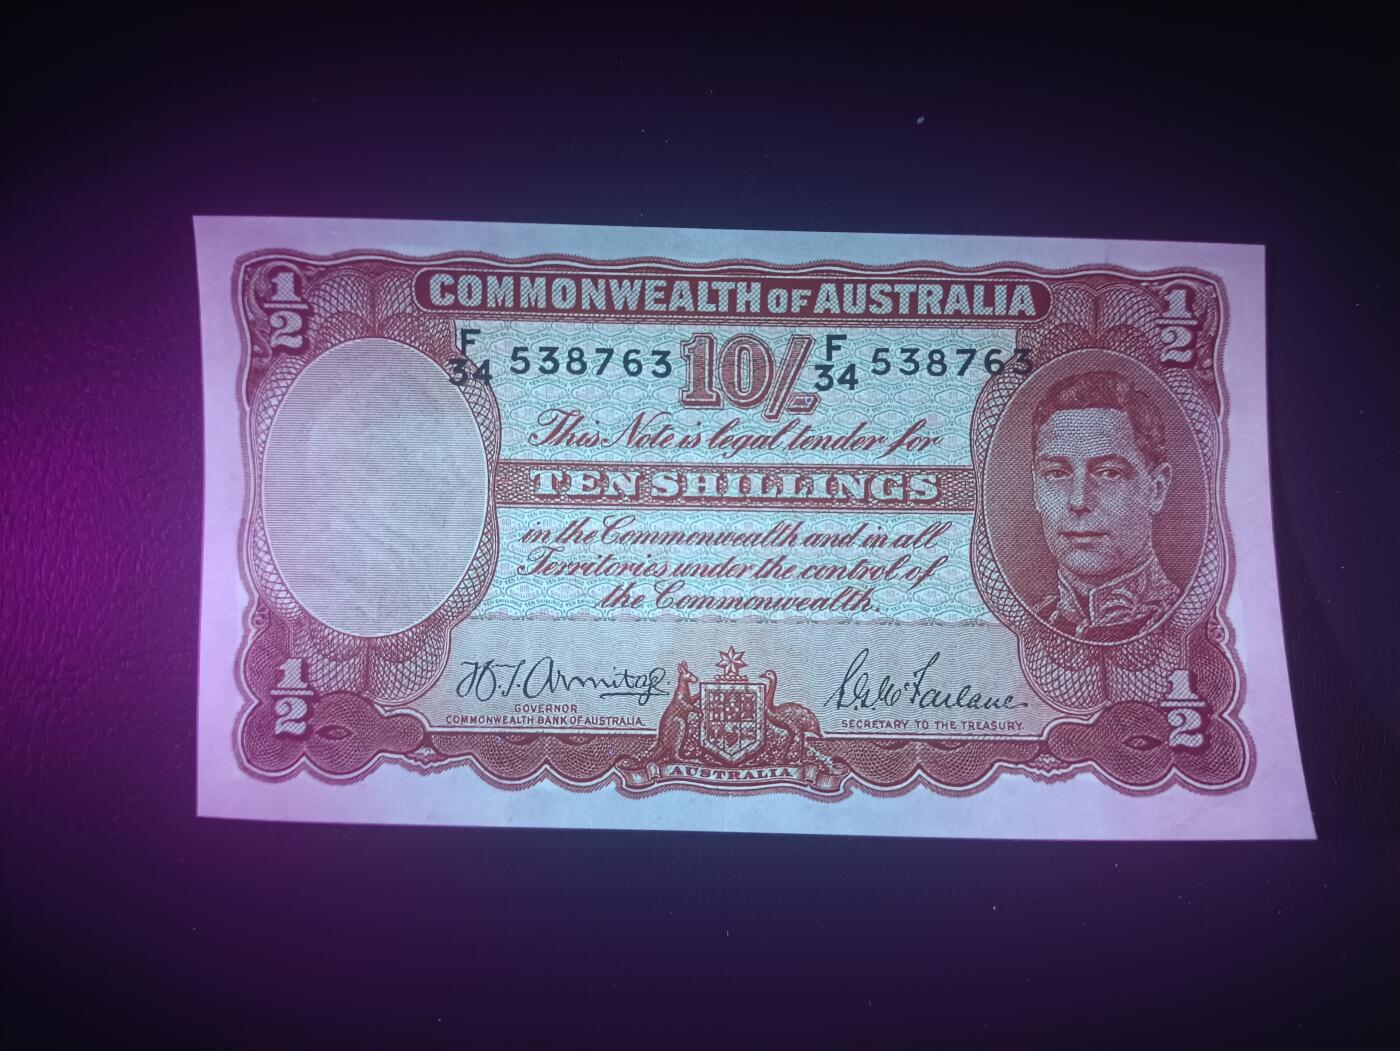 1/2 COMMONWEALTH OF AUSTRALIA 1/2
F/34 538763 10/- F/34 538763
This Note is legal tender for
TEN SHILLINGS
in the Commonwealth and in all
Territories under the control of
the Commonwealth.
H.T. Armitage
S.G. McFarlane
1/2 GOVERNOR
COMMONWEALTH BANK OF AUSTRALIA.
SECRETARY TO THE TREASURY. 1/2
AUSTRALIA